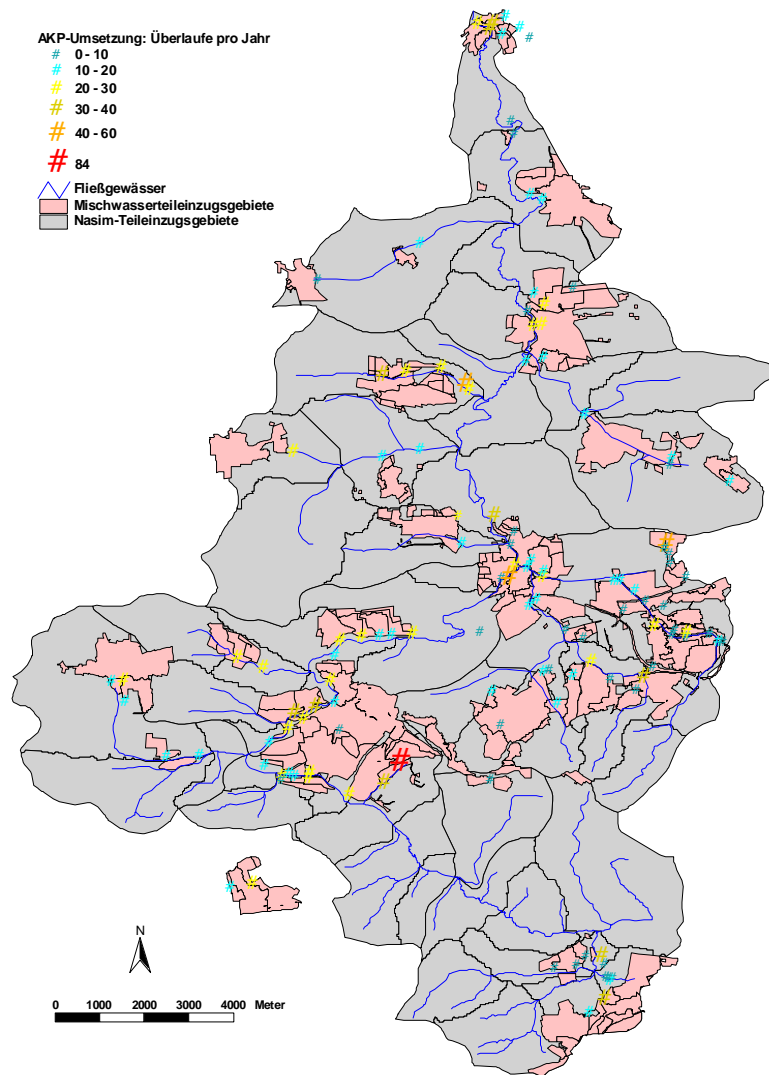 AKP-Umsetzung: Überlaufe pro Jahr
# 0 - 10
# 10 - 20
# 20 - 30
# 30 - 40
# 40 - 60
# 84
Fließgewässer
Mischwasserteileinzugsgebiete
Nasim-Teileinzugsgebiete
N
0 1000 2000 3000 4000 Meter